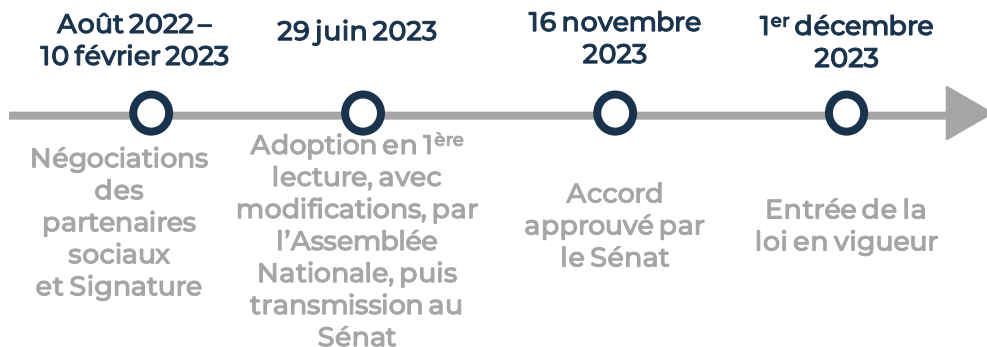 Août 2022 –
10 février 2023
29 juin 2023
16 novembre
2023
1er décembre
2023
Négociations
des
partenaires
sociaux
et Signature
Adoption en 1ère
lecture, avec
modifications, par
l'Assemblée
Nationale, puis
transmission au
Sénat
Accord
approuvé par
le Sénat
Entrée de la
loi en vigueur